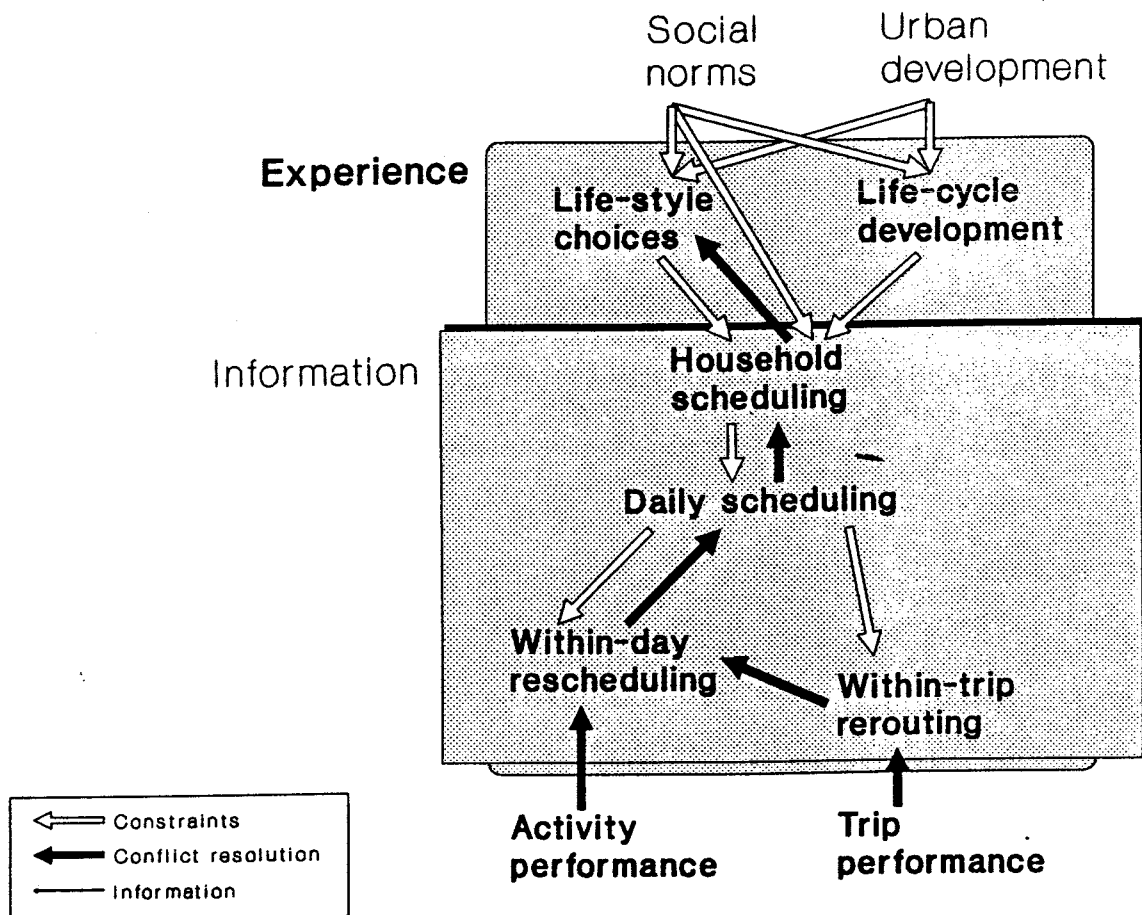 Social
norms
Urban
development
Experience
Life-style
choices
Life-cycle
development
Information
Household
scheduling
Daily scheduling
Within-day
rescheduling
Within-trip
rerouting
Activity
performance
Trip
performance
Constraints
Conflict resolution
Information